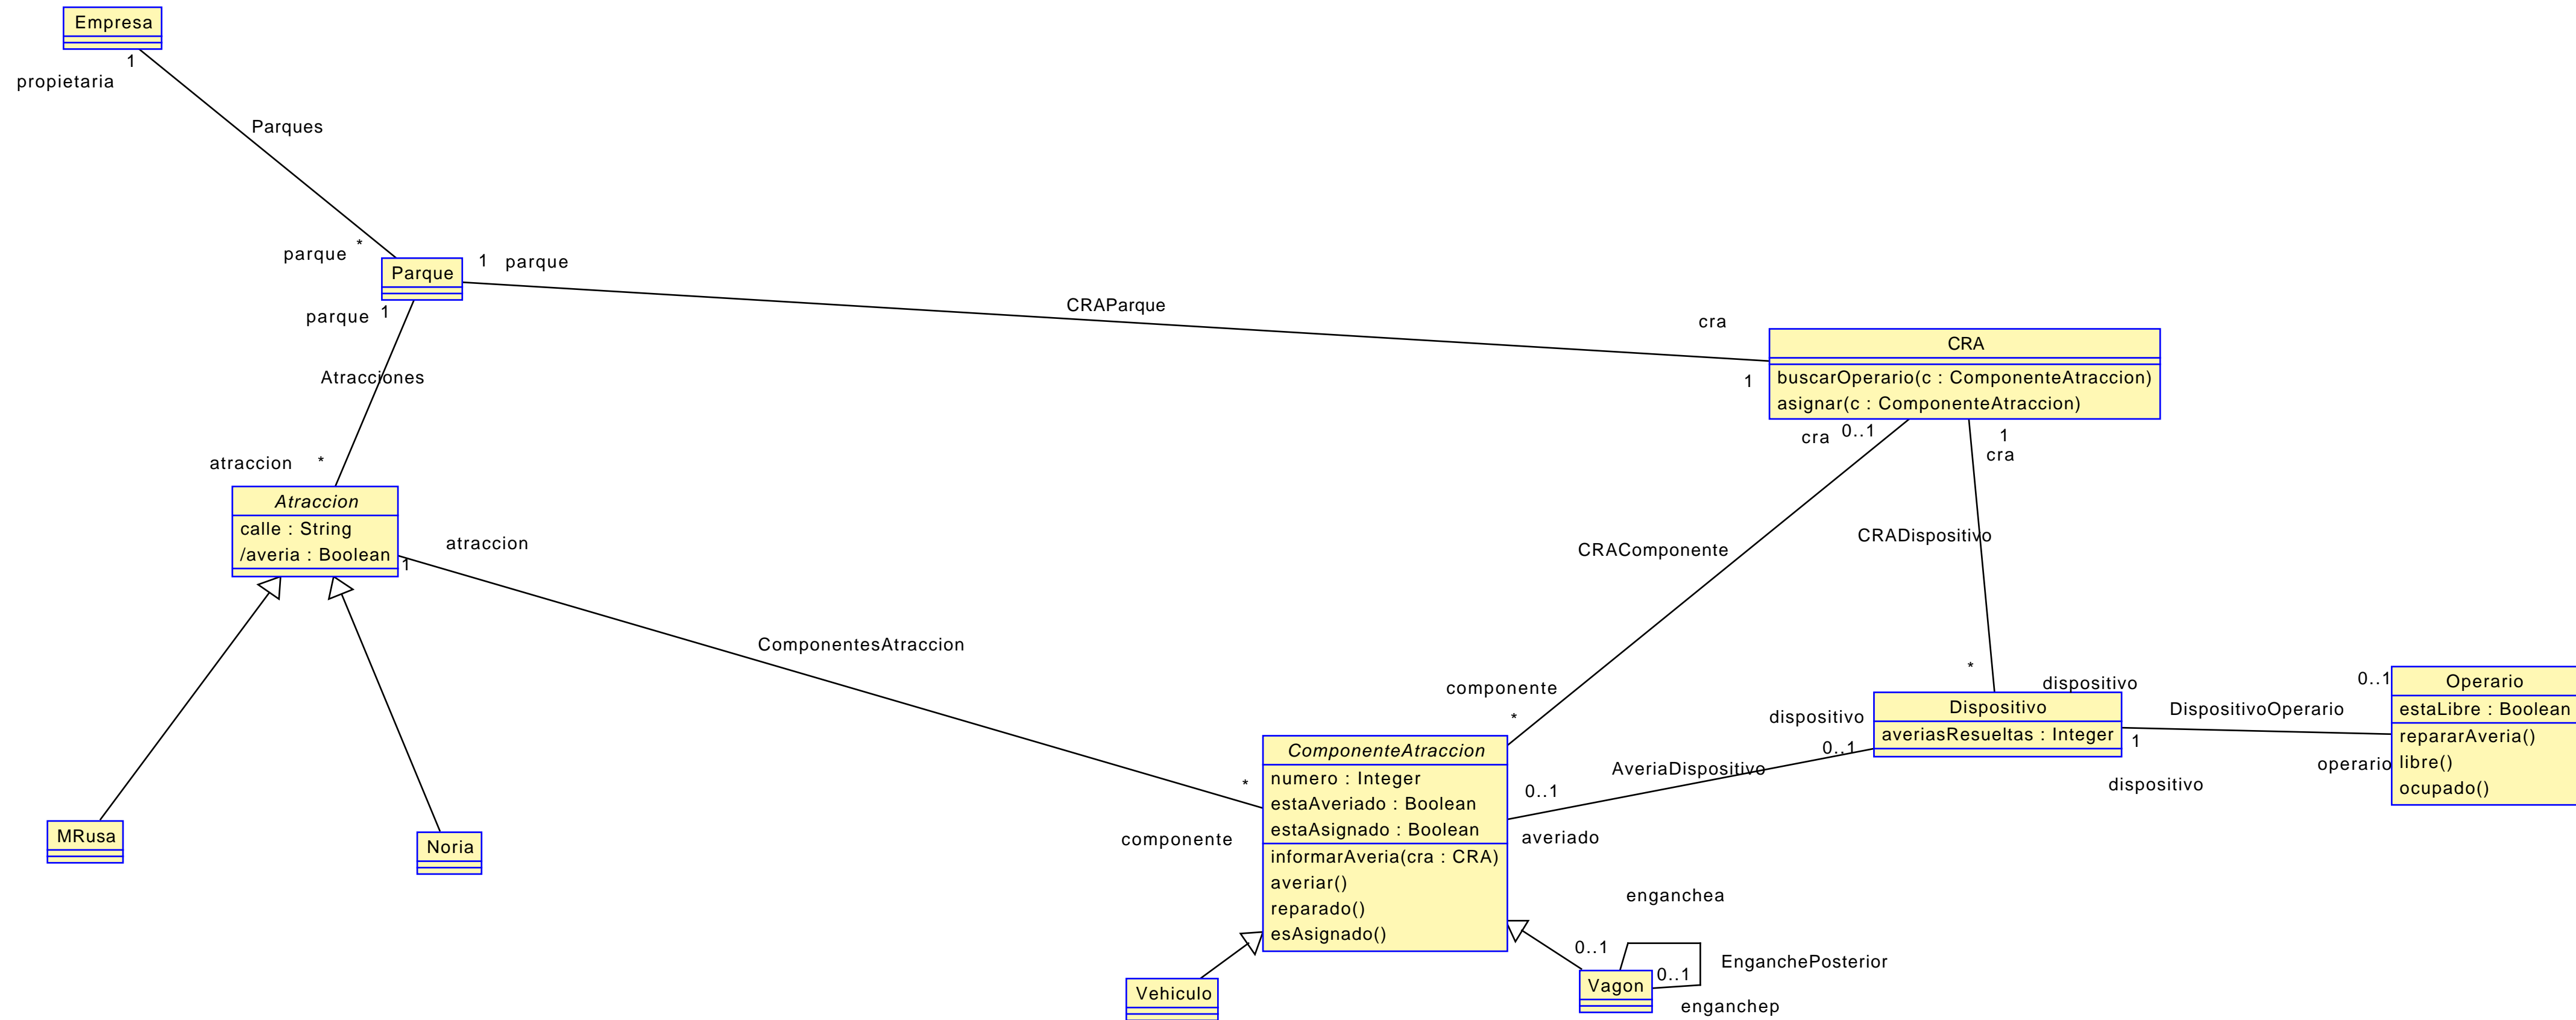 Empresa
1
propietaria
Parques
parque *
Parque
1 parque
parque 1
CRAParque
cra
1
CRA
buscarOperario(c : ComponenteAtraccion)
asignar(c : ComponenteAtraccion)
Atracciones
atraccion *
Atraccion
calle : String
/averia : Boolean
atraccion
1
cra 0..1
1
cra
CRAComponente
CRADispositivo
ComponentesAtraccion
componente
*
*
dispositivo
dispositivo
0..1
Dispositivo
averiasResueltas : Integer
DispositivoOperario
1
dispositivo
0..1
operario
Operario
estaLibre : Boolean
repararAveria()
libre()
ocupado()
AveriaDispositivo
0..1
averiado
ComponenteAtraccion
numero : Integer
estaAveriado : Boolean
estaAsignado : Boolean
informarAveria(cra : CRA)
averiar()
reparado()
esAsignado()
*
componente
MRusa
Noria
enganchea
0..1
0..1
EnganchePosterior
Vehiculo
Vagon
enganchep